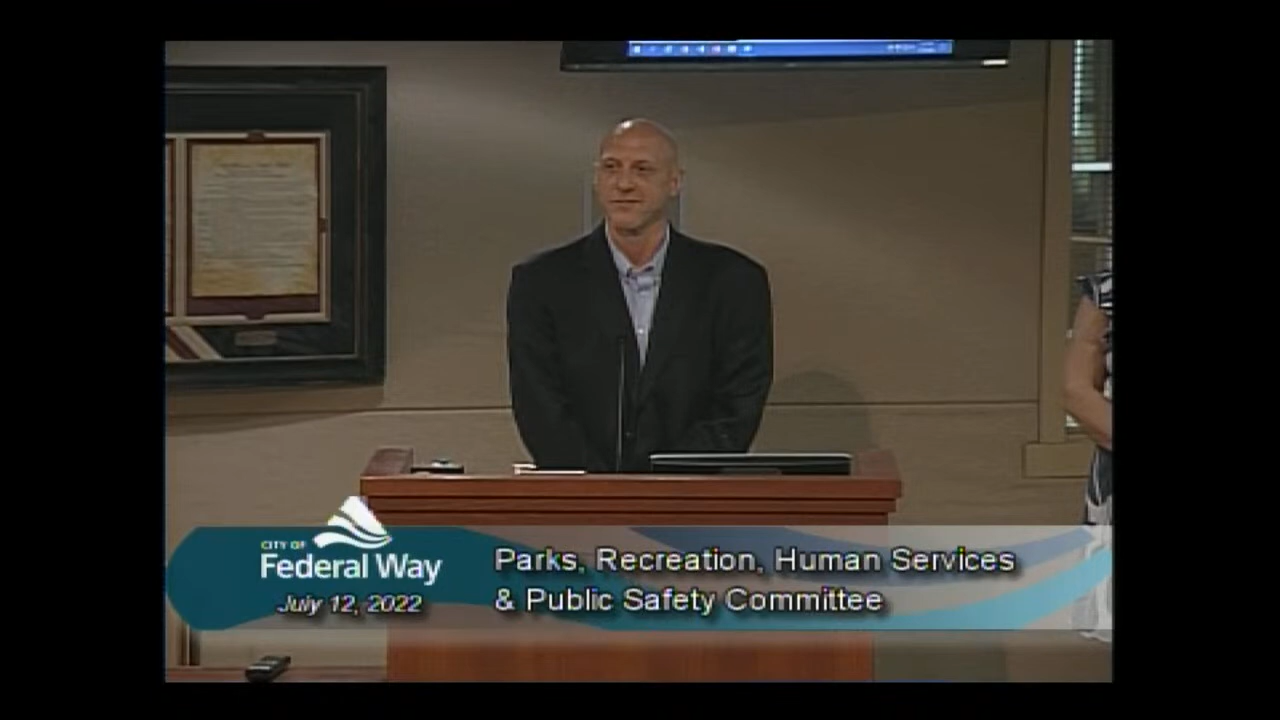 CITY OF
Federal Way
July 12, 2022
Parks, Recreation, Human Services
& Public Safety Committee